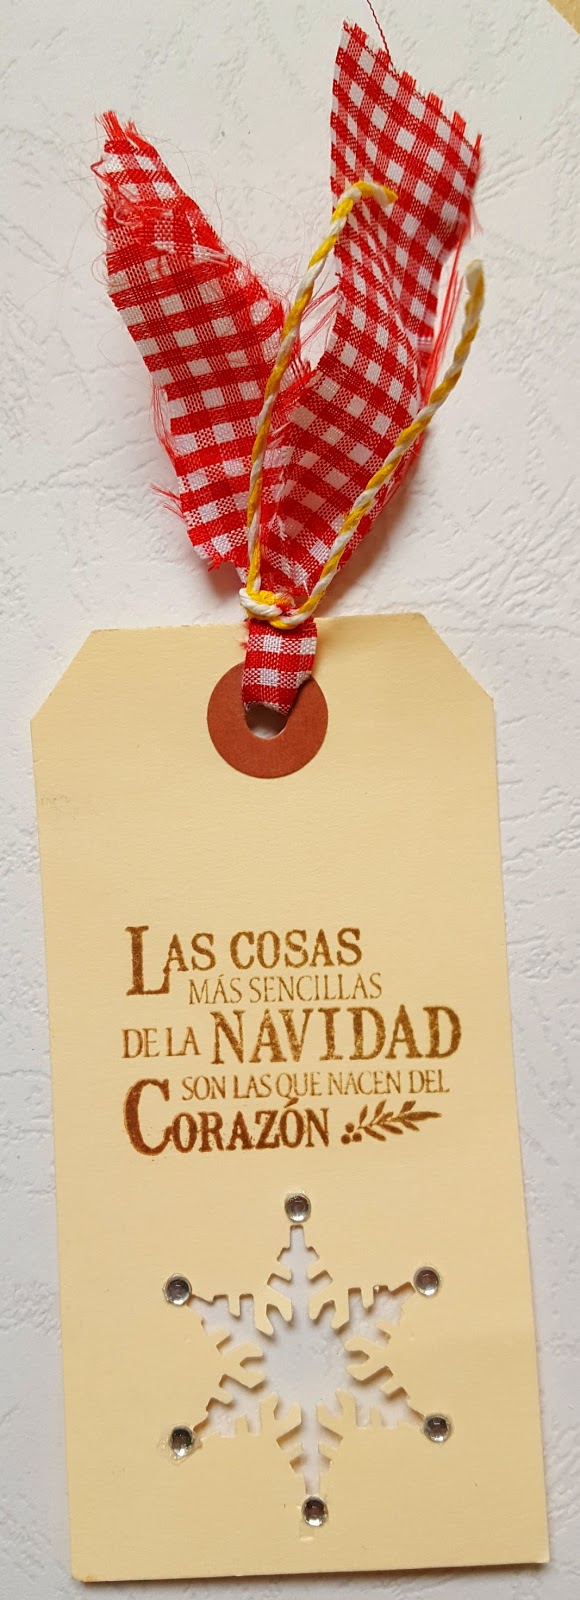 LAS COSAS
MÁS SENCILLAS
DE LA NAVIDAD
SON LAS QUE NACEN DEL
CORAZÓN